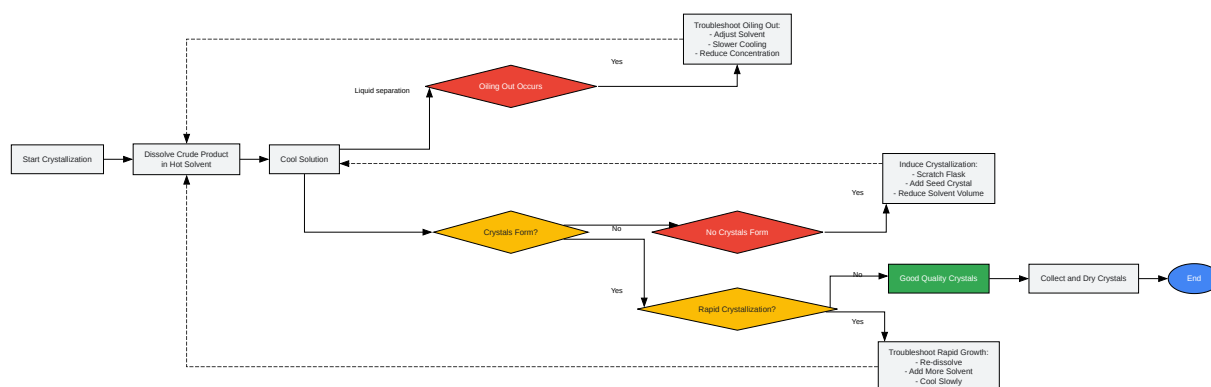 Troubleshoot Oiling Out:
- Adjust Solvent
- Slower Cooling
- Reduce Concentration
Yes
Oiling Out Occurs
Liquid separation
Start Crystallization
Dissolve Crude Product
in Hot Solvent
Cool Solution
Induce Crystallization:
- Scratch Flask
- Add Seed Crystal
- Reduce Solvent Volume
Yes
Crystals Form?
No
No Crystals Form
No
Good Quality Crystals
Collect and Dry Crystals
End
Yes
Rapid Crystallization?
Yes
Troubleshoot Rapid Growth:
- Re-dissolve
- Add More Solvent
- Cool Slowly